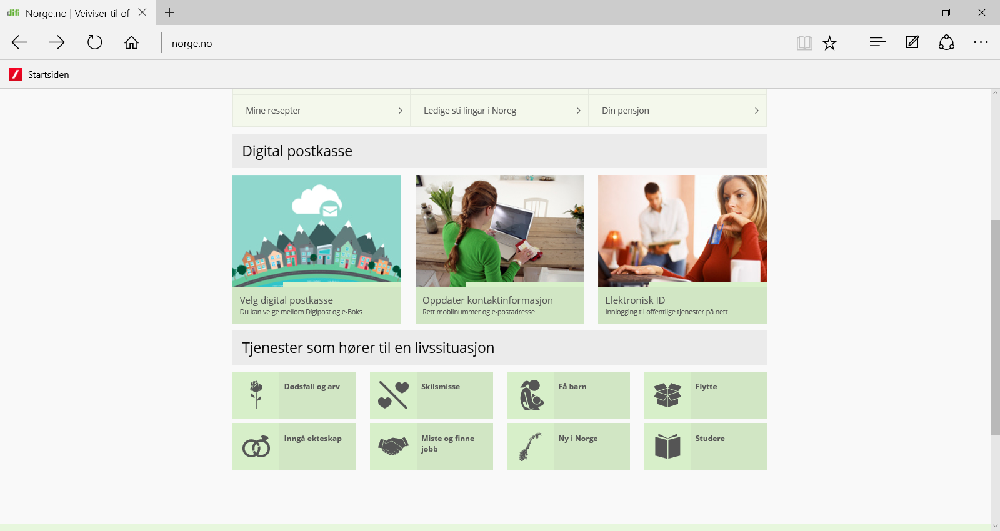 difi Norge.no | Veiviser til of
norge.no
Startsiden
Mine resepter
Ledige stillingar i Noreg
Din pensjon
Digital postkasse
Velg digital postkasse
Du kan velge mellom Digipost og e-Boks
Oppdater kontaktinformasjon
Rett mobilnummer og e-postadresse
Elektronisk ID
Innlogging til offentlige tjenester på nett
Tjenester som hører til en livssituasjon
Dødsfall og arv
Skilsmisse
Få barn
Flytte
Inngå ekteskap
Miste og finne
jobb
Ny i Norge
Studere